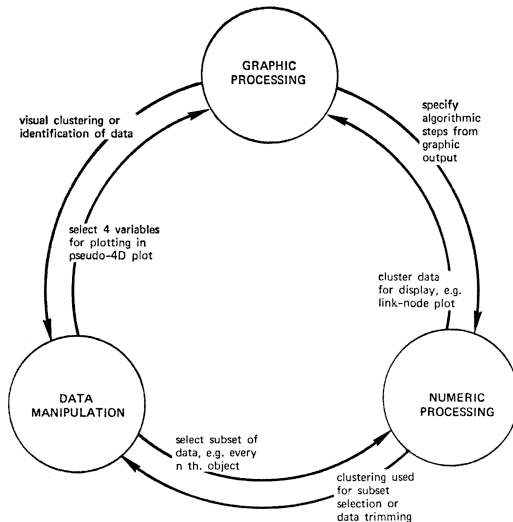 GRAPHIC
PROCESSING
visual clustering or
identification of data
specify
algorithmic
steps from
graphic
output
select 4 variables
for plotting in
pseudo-4D plot
cluster data
for display, e.g.
link-node plot
DATA
MANIPULATION
NUMERIC
PROCESSING
select subset of
data, e.g. every
n th. object
clustering used
for subset
selection or
data trimming